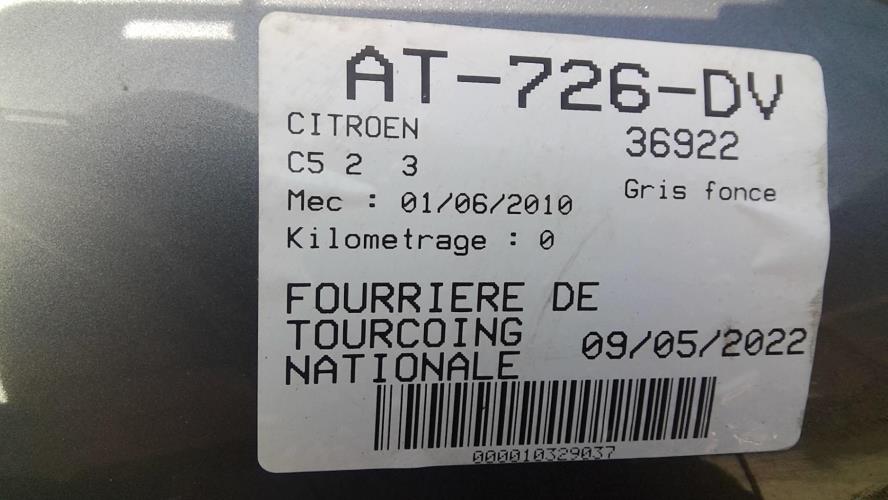 AT-726-DV
CITROEN
36922
C5 2 3
Gris fonce
Mec : 01/06/2010
Kilometrage : 0
FOURRIERE DE
TOURCOING
NATIONALE
09/05/2022
000010329037